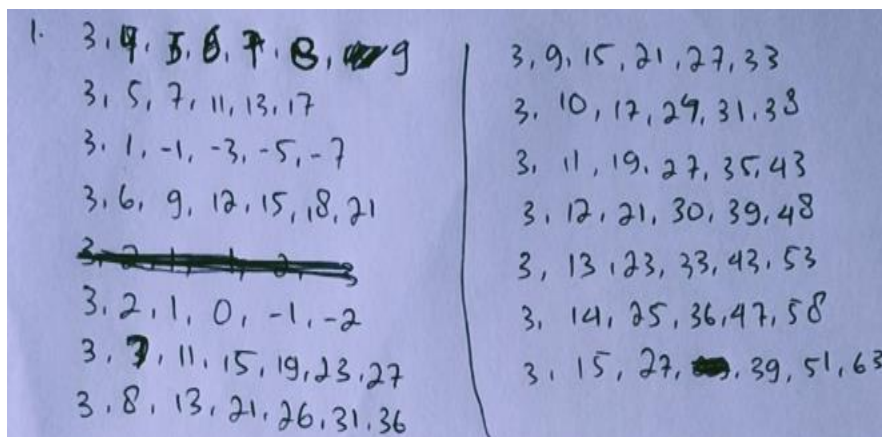 1. 3, 4, 5, 6, 7, 8, 9
3, 5, 7, 11, 13, 17
3, 1, -1, -3, -5, -7
3, 6, 9, 12, 15, 18, 21
3, 2, 1, 0, -1, -2
3, 7, 11, 15, 19, 23, 27
3, 8, 13, 21, 26, 31, 36
3, 9, 15, 21, 27, 33
3, 10, 17, 24, 31, 38
3, 11, 19, 27, 35, 43
3, 12, 21, 30, 39, 48
3, 13, 23, 33, 43, 53
3, 14, 25, 36, 47, 58
3, 15, 27, 39, 51, 63